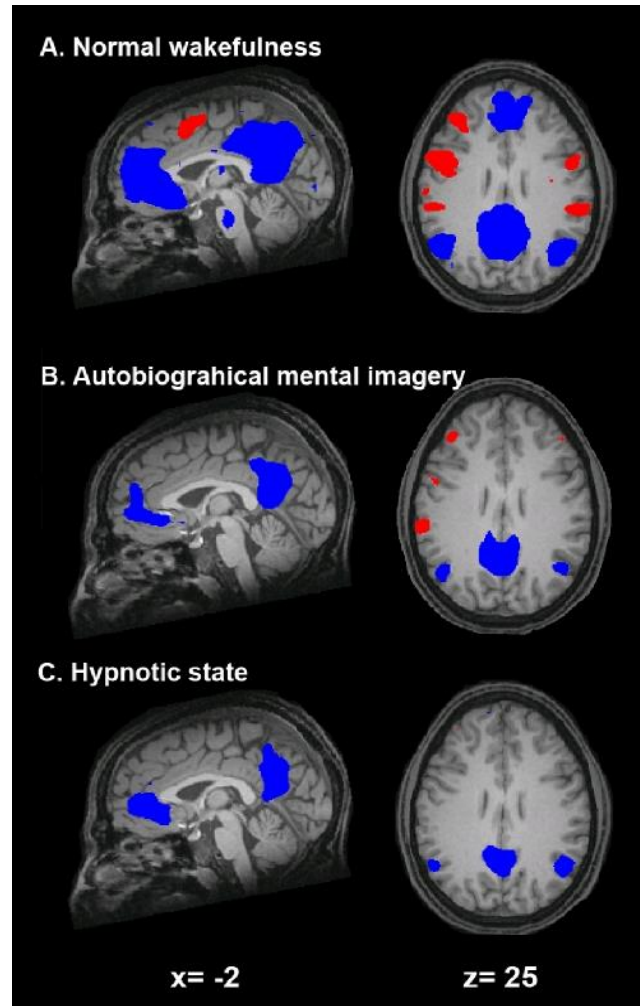 A. Normal wakefulness
B. Autobiograhical mental imagery
C. Hypnotic state
x= -2
z= 25